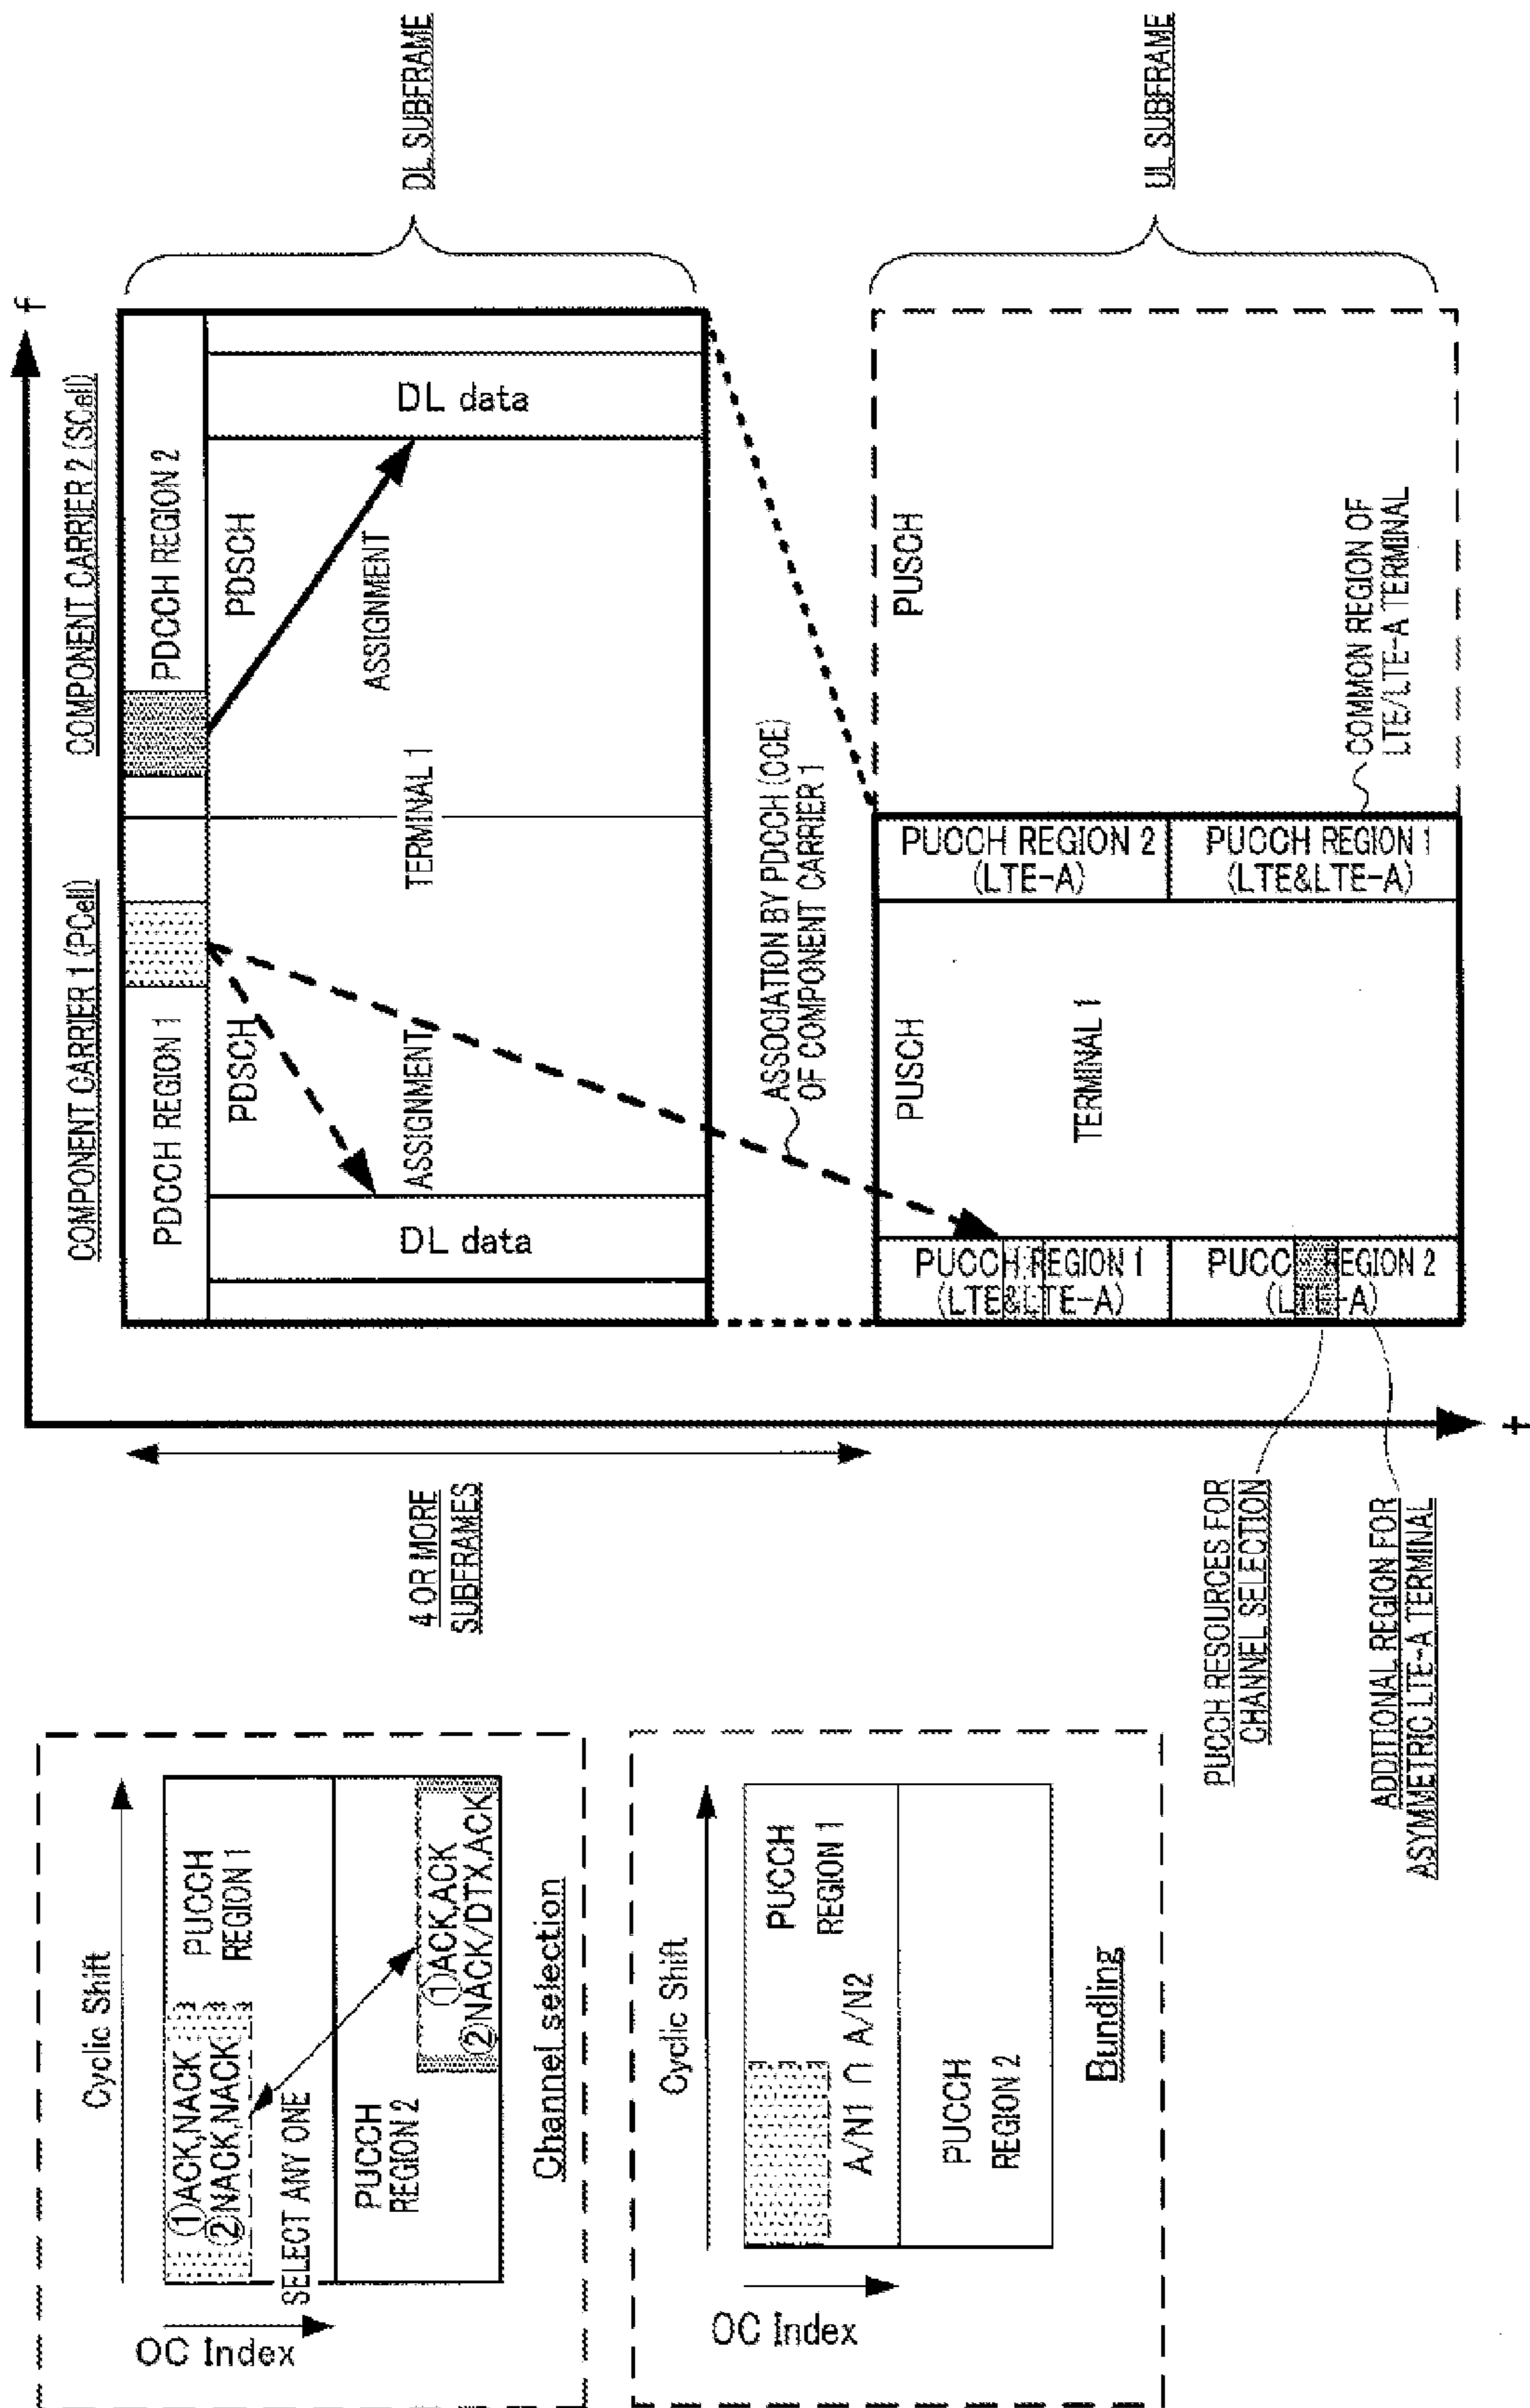 f
COMPONENT CARRIER 1 (PCell)
COMPONENT CARRIER 2 (SCell)
PDCCH REGION 1
PDCCH REGION 2
PDSCH
PDSCH
ASSIGNMENT
ASSIGNMENT
TERMINAL 1
DL data
DL data
DL SUBFRAME
4 OR MORE
SUBFRAMES
ASSOCIATION BY PDCCH (CCE)
OF COMPONENT CARRIER 1
PUSCH
PUSCH
TERMINAL 1
PUCCH REGION 1
(LTE&LTE-A)
PUCCH REGION 2
(LTE-A)
PUCC REGION 2
(LTE-A)
PUCCH REGION 1
(LTE&LTE-A)
UL SUBFRAME
COMMON REGION OF
LTE/LTE-A TERMINAL
t
PUCCH RESOURCES FOR
CHANNEL SELECTION
ADDITIONAL REGION FOR
ASYMMETRIC LTE-A TERMINAL
Cyclic Shift
OC Index
①ACK,NACK
②NACK,NACK
PUCCH
REGION 1
SELECT ANY ONE
PUCCH
REGION 2
①ACK,ACK
②NACK/DTX,ACK
Channel selection
Cyclic Shift
OC Index
PUCCH
REGION 1
A/N1 ∩ A/N2
PUCCH
REGION 2
Bundling